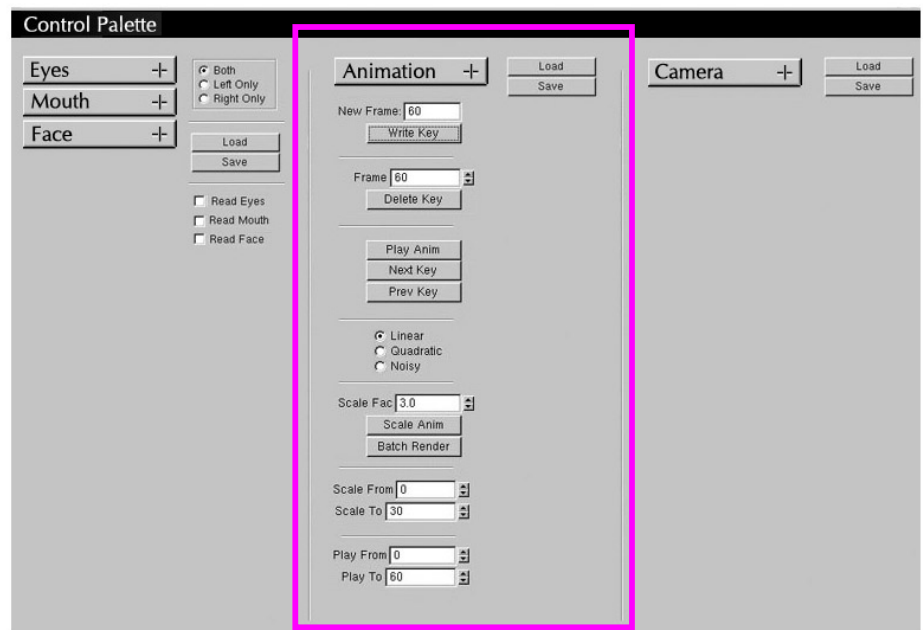 Control Palette
Eyes
Mouth
Face
Both
Left Only
Right Only
Load
Save
Read Eyes
Read Mouth
Read Face
Animation
Load
Save
New Frame: 60
Write Key
Frame 60
Delete Key
Play Anim
Next Key
Prev Key
Linear
Quadratic
Noisy
Scale Fac 3.0
Scale Anim
Batch Render
Scale From 0
Scale To 30
Play From 0
Play To 60
Camera
Load
Save